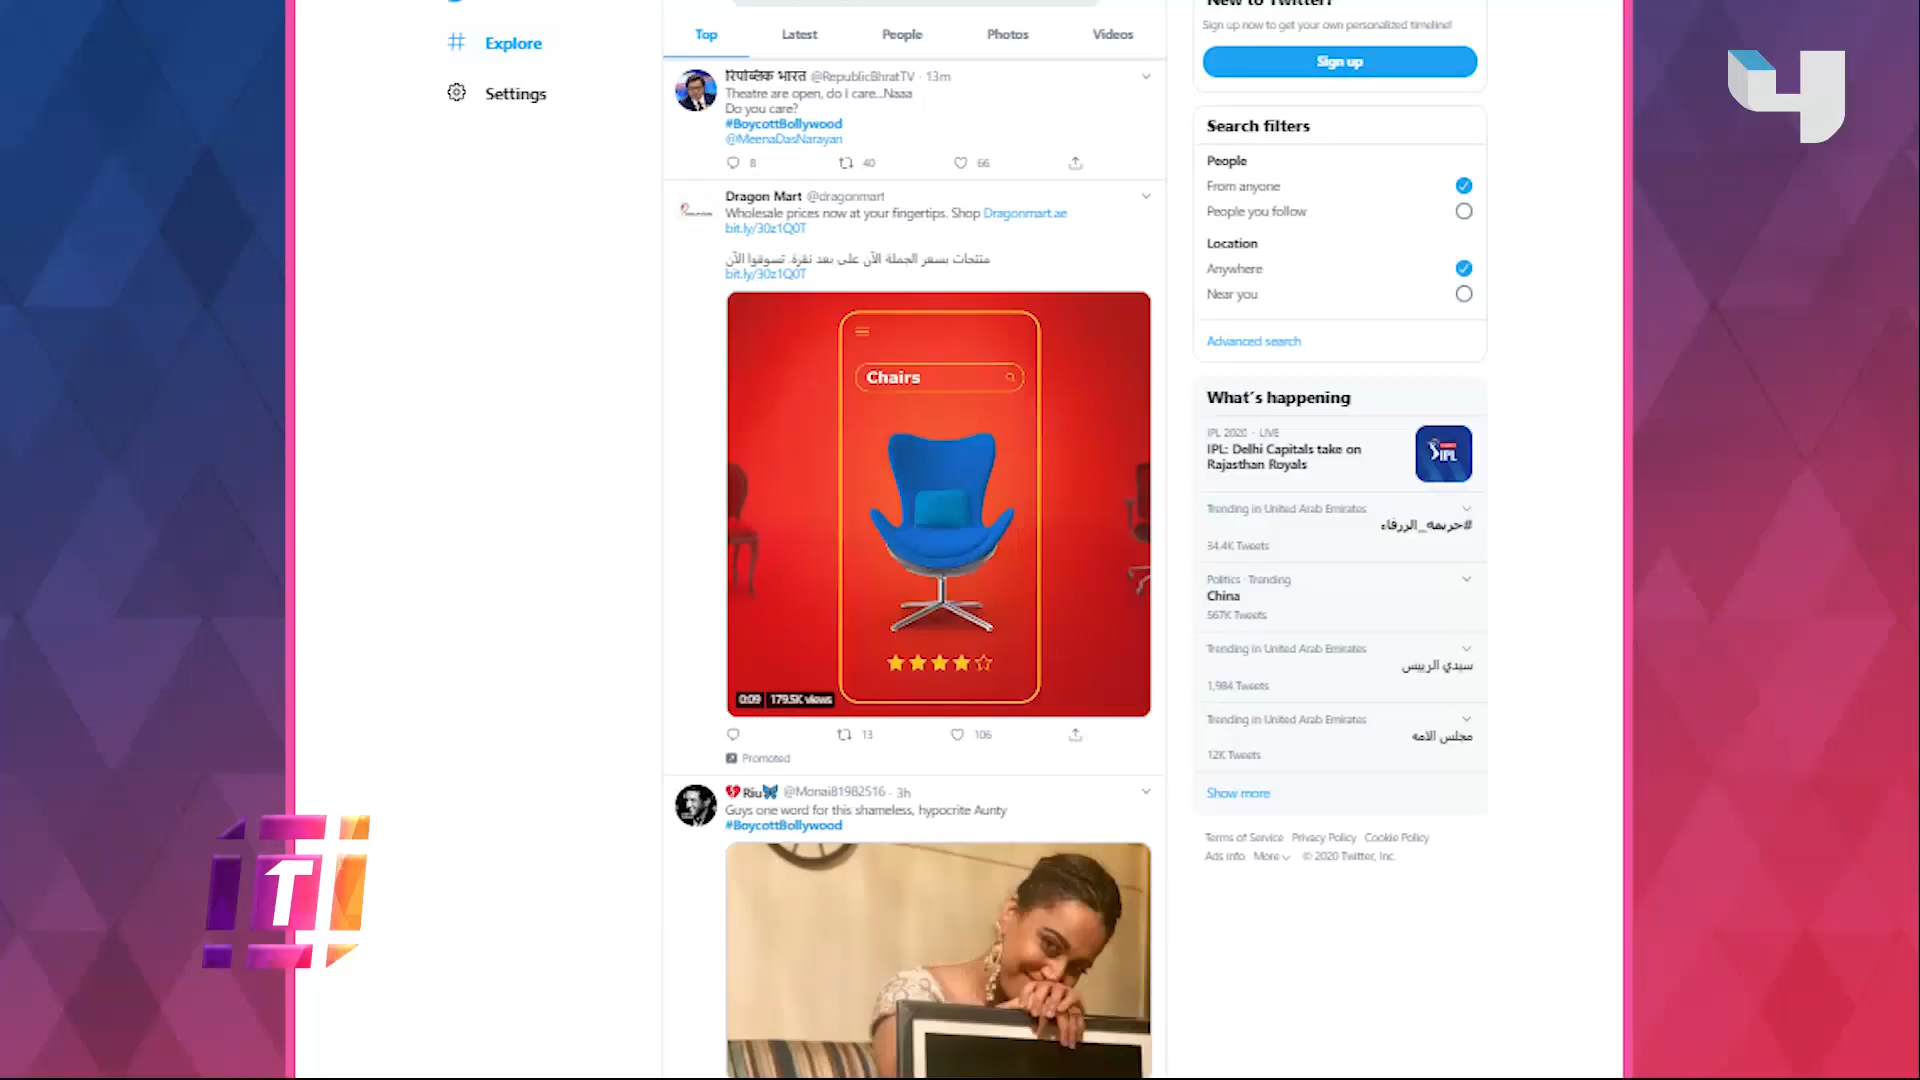 Explore
Settings
Top
Latest
People
Photos
Videos
रिपब्लिक भारत @RepublicBhratTV · 13m
Theatre are open, do I care...Naaa
Do you care?
#BoycottBollywood
@MeenaDasNarayan
8
40
66
Dragon Mart @dragonmart
Wholesale prices now at your fingertips. Shop Dragonmart.ae
bit.ly/30z1Q0T
منتجات بسعر الجملة الآن على بعد نقرة. تسوقوا الآن
bit.ly/30z1Q0T
Chairs
0:09 179.5K views
13
106
Promoted
Riu @Monai81982516 · 3h
Guys one word for this shameless, hypocrite Aunty
#BoycottBollywood
New to Twitter?
Sign up now to get your own personalized timeline!
Sign up
Search filters
People
From anyone
People you follow
Location
Anywhere
Near you
Advanced search
What's happening
IPL 2020 · LIVE
IPL: Delhi Capitals take on
Rajasthan Royals
IPL
Trending in United Arab Emirates
#جريمه_الزرقاء
34.4K Tweets
Politics · Trending
China
567K Tweets
Trending in United Arab Emirates
سيدي الرييس
1,984 Tweets
Trending in United Arab Emirates
مجلس الامه
12K Tweets
Show more
Terms of Service Privacy Policy Cookie Policy
Ads info More © 2020 Twitter, Inc.
T